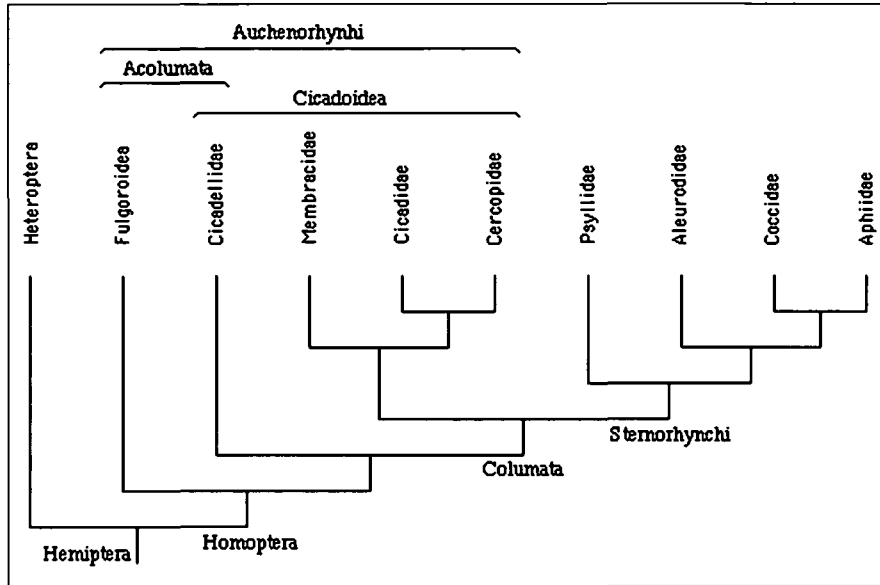 Auchenorhynhi
Acolumata
Cicadoidea
Heteroptera
Fulgoroidea
Cicadellidae
Membracidae
Cicadidae
Cercopidae
Psyllidae
Aleurodidae
Coccidae
Aphiidae
Sternorhynchi
Columata
Homoptera
Hemiptera